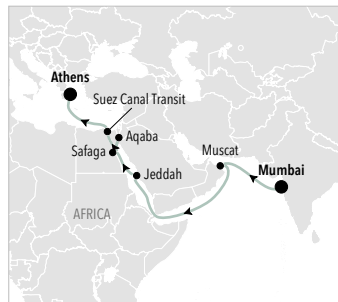 Athens
Suez Canal Transit
Aqaba
Safaga
Jeddah
Muscat
Mumbai
AFRICA